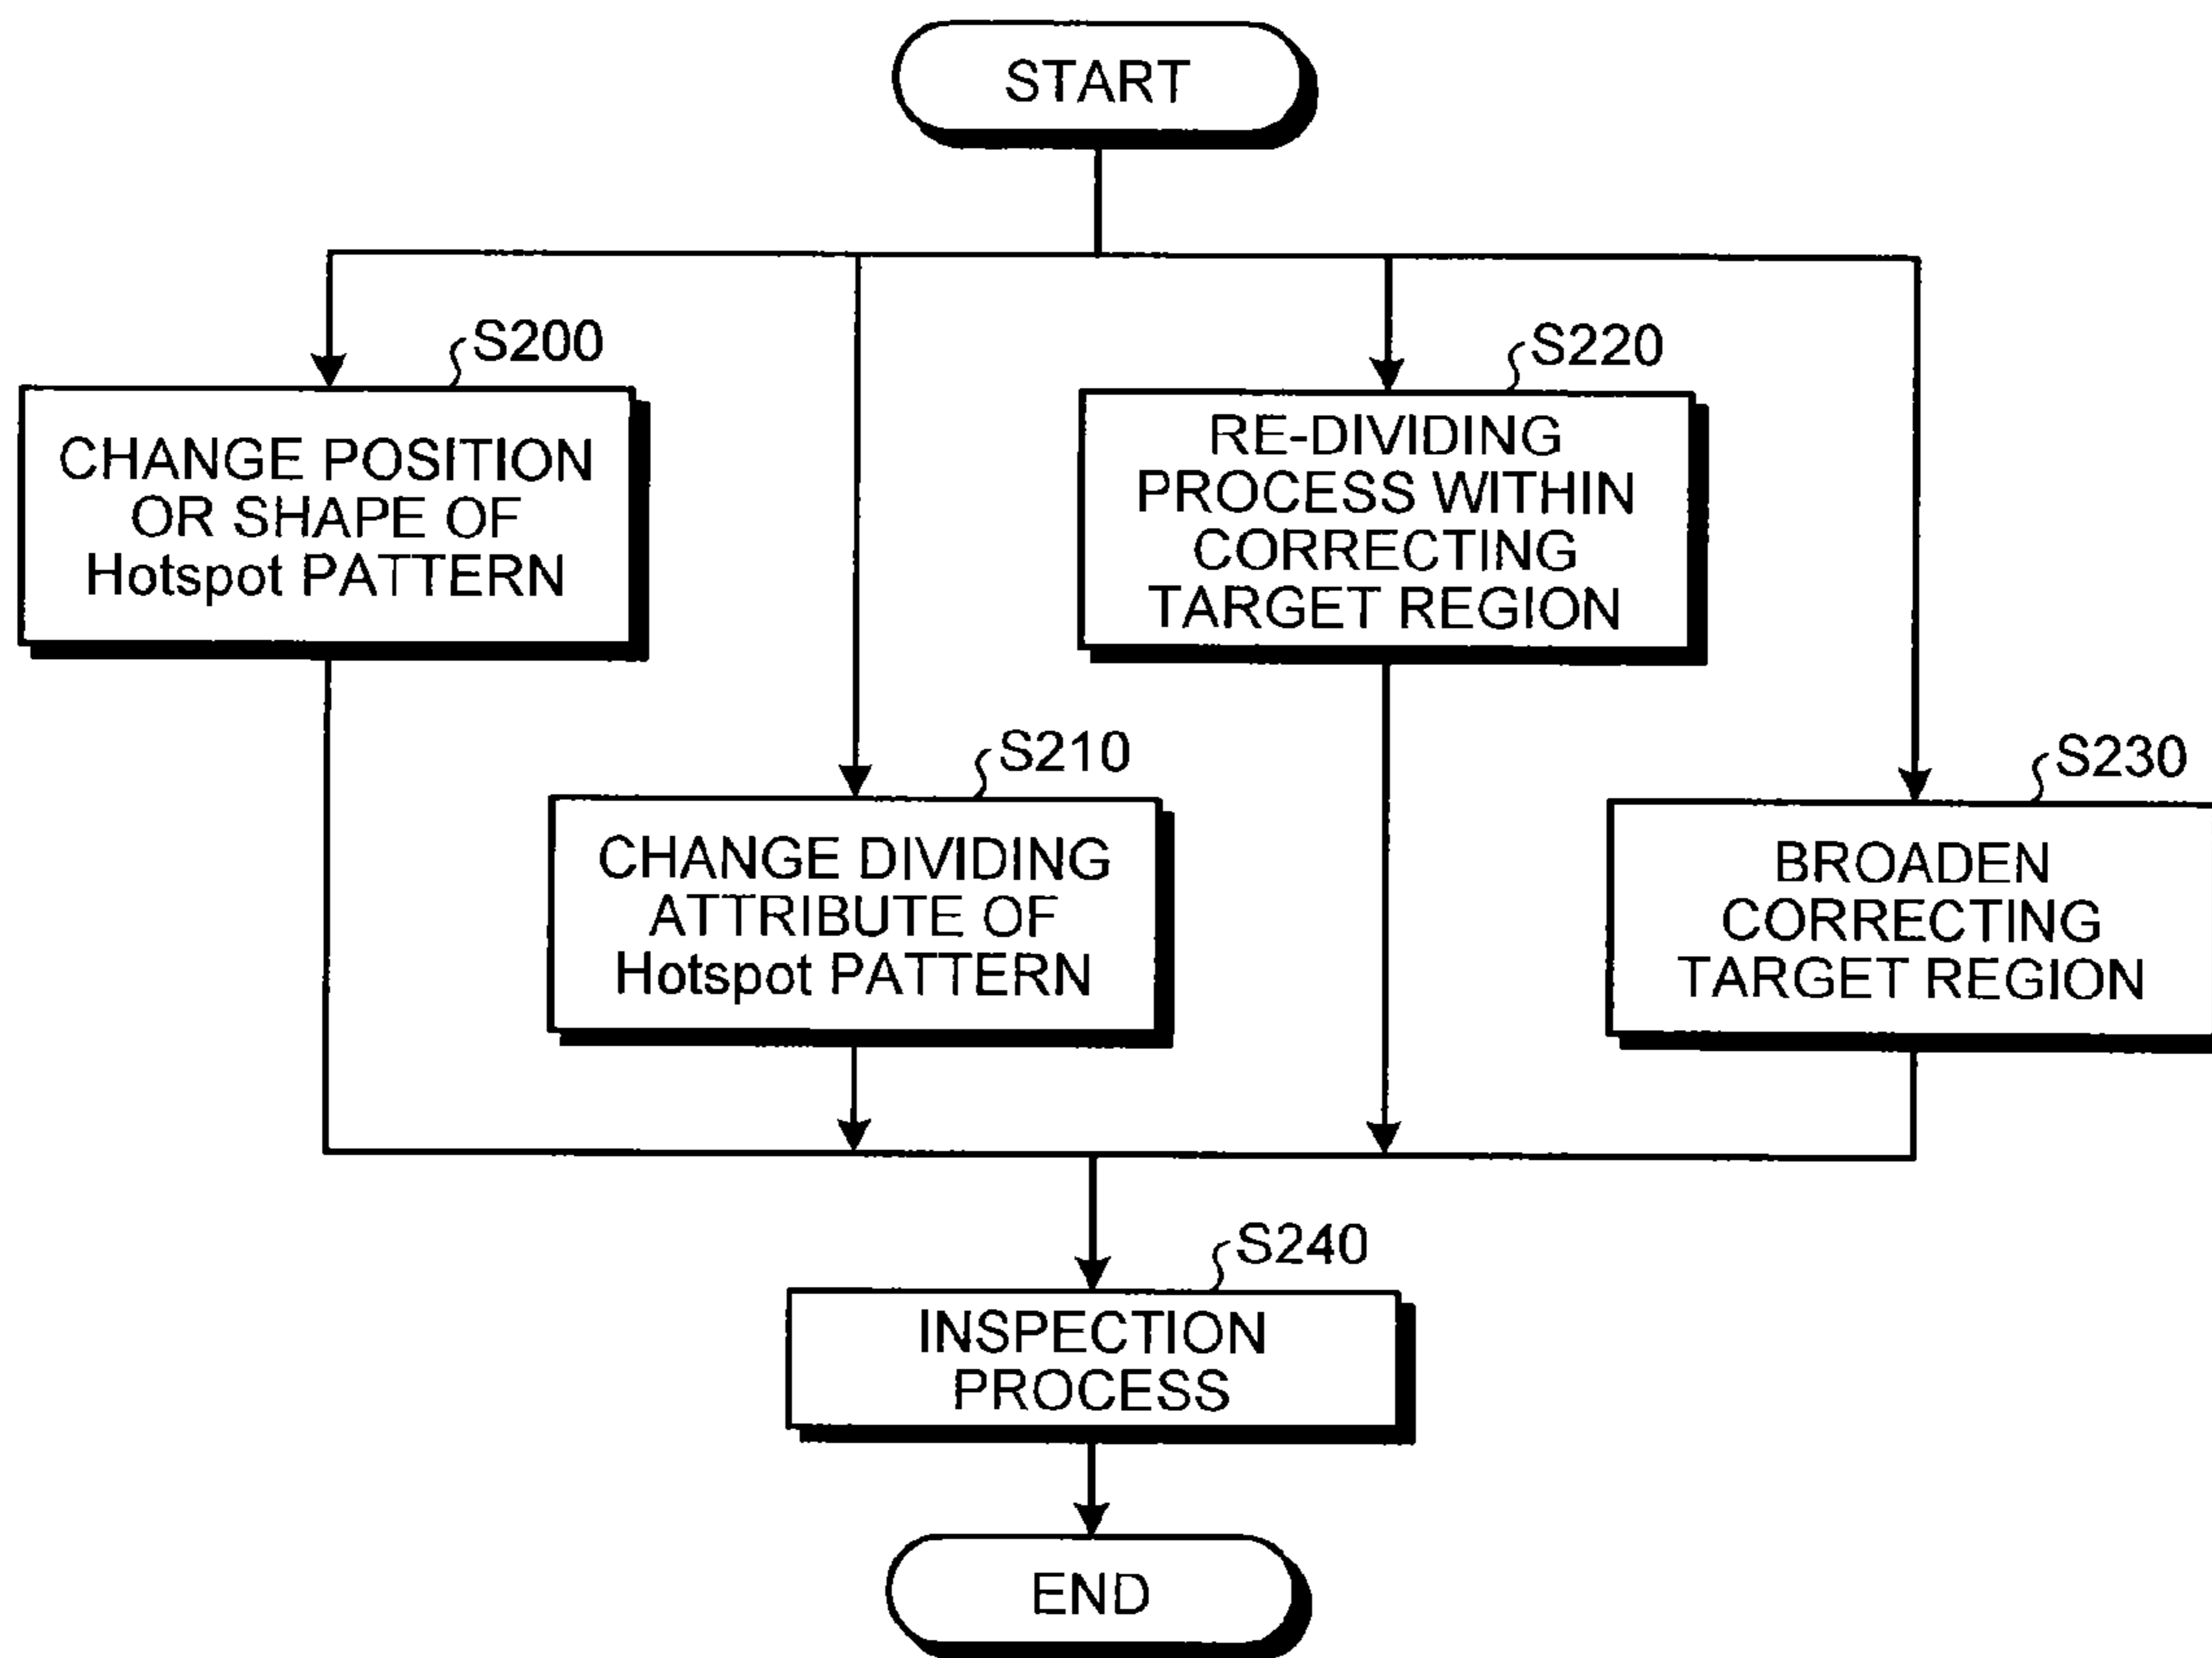 START
S200
CHANGE POSITION
OR SHAPE OF
Hotspot PATTERN
S220
RE-DIVIDING
PROCESS WITHIN
CORRECTING
TARGET REGION
S210
CHANGE DIVIDING
ATTRIBUTE OF
Hotspot PATTERN
S230
BROADEN
CORRECTING
TARGET REGION
S240
INSPECTION
PROCESS
END